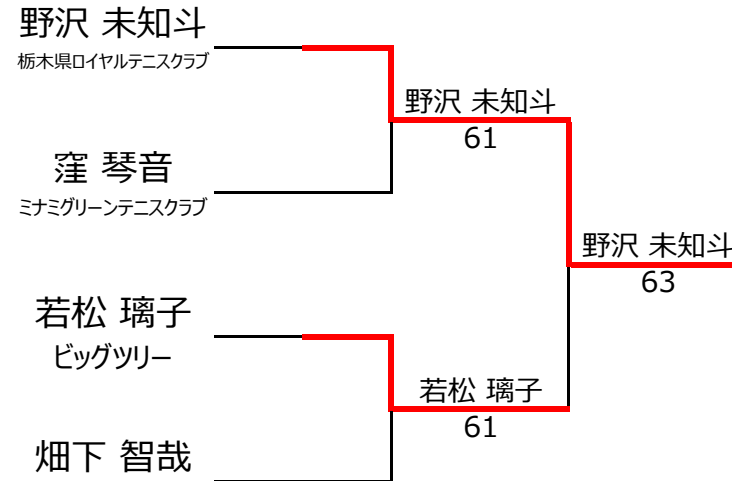 野沢 未知斗
栃木県ロイヤルテニスクラブ
野沢 未知斗
61
窪 琴音
ミナミグリーンテニスクラブ
野沢 未知斗
63
若松 璃子
ビッグツリー
若松 璃子
61
畑下 智哉